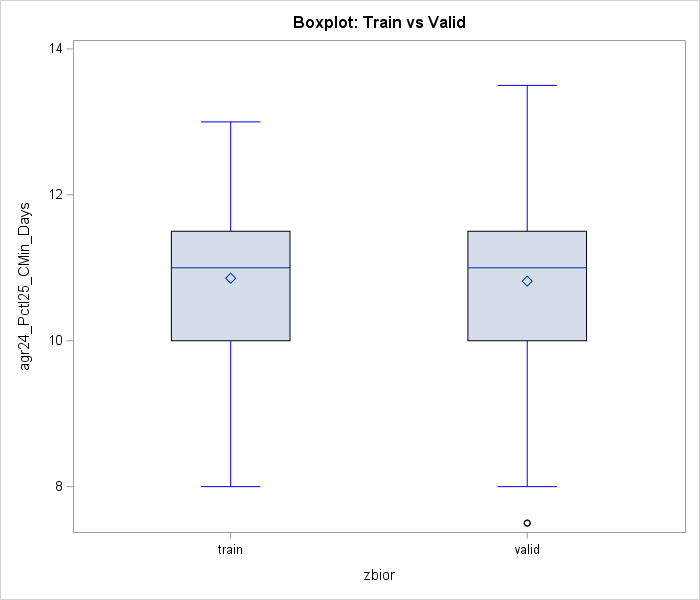 Boxplot: Train vs Valid
14
12
10
8
agr24_Pctl25_CMin_Days
train
valid
zbior